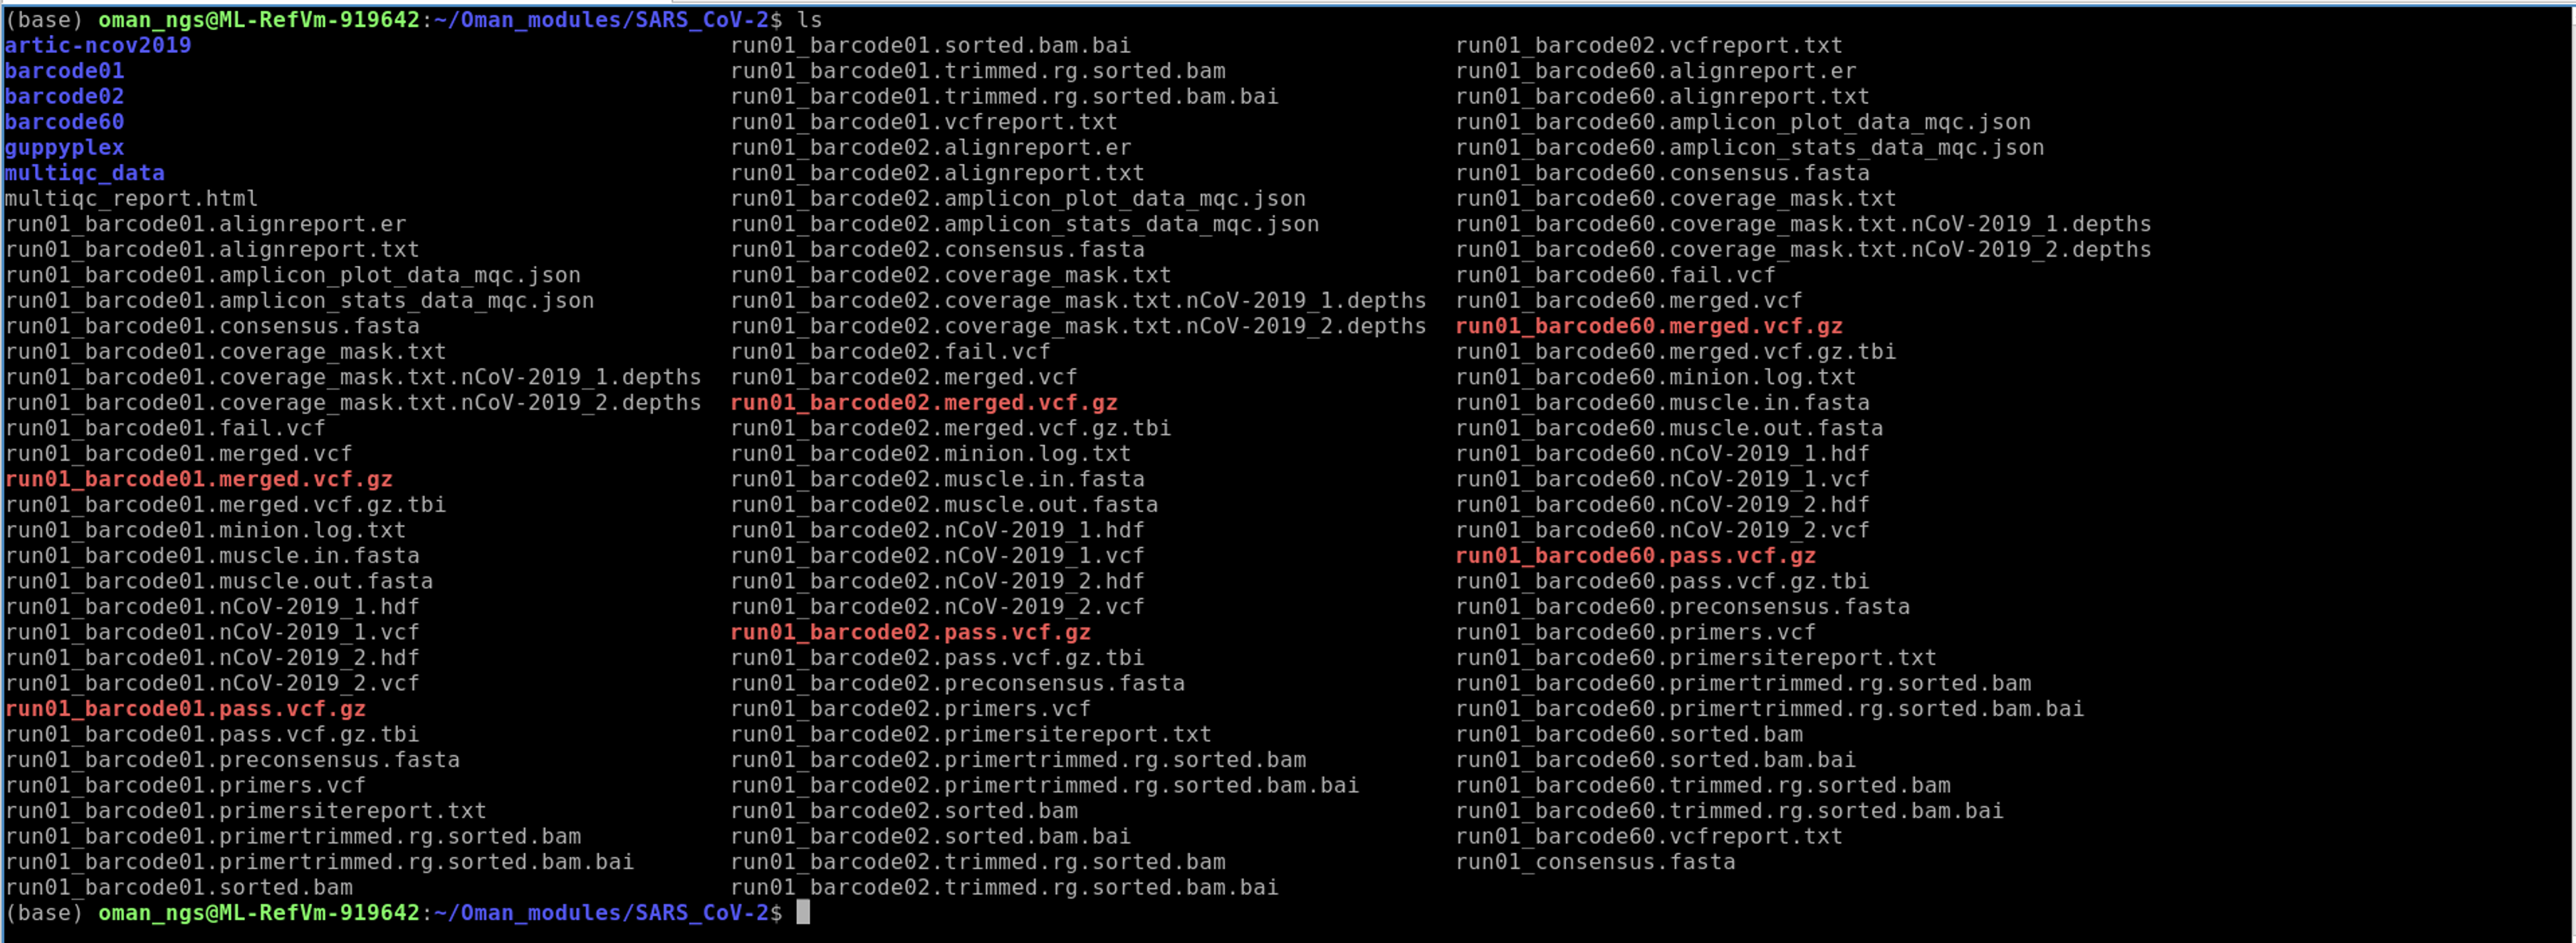 (base) oman_ngs@ML-RefVm-919642:~/Oman_modules/SARS_CoV-2$ ls
artic-ncov2019 run01_barcode01.sorted.bam.bai run01_barcode02.vcfreport.txt
barcode01 run01_barcode01.trimmed.rg.sorted.bam run01_barcode60.alignreport.er
barcode02 run01_barcode01.trimmed.rg.sorted.bam.bai run01_barcode60.alignreport.txt
barcode60 run01_barcode01.vcfreport.txt run01_barcode60.amplicon_plot_data_mqc.json
guppyplex run01_barcode02.alignreport.er run01_barcode60.amplicon_stats_data_mqc.json
multiqc_data run01_barcode02.alignreport.txt run01_barcode60.consensus.fasta
multiqc_report.html run01_barcode02.amplicon_plot_data_mqc.json run01_barcode60.coverage_mask.txt
run01_barcode01.alignreport.er run01_barcode02.amplicon_stats_data_mqc.json run01_barcode60.coverage_mask.txt.nCoV-2019_1.depths
run01_barcode01.alignreport.txt run01_barcode02.consensus.fasta run01_barcode60.coverage_mask.txt.nCoV-2019_2.depths
run01_barcode01.amplicon_plot_data_mqc.json run01_barcode02.coverage_mask.txt run01_barcode60.fail.vcf
run01_barcode01.amplicon_stats_data_mqc.json run01_barcode02.coverage_mask.txt.nCoV-2019_1.depths run01_barcode60.merged.vcf
run01_barcode01.consensus.fasta run01_barcode02.coverage_mask.txt.nCoV-2019_2.depths run01_barcode60.merged.vcf.gz
run01_barcode01.coverage_mask.txt run01_barcode02.fail.vcf run01_barcode60.merged.vcf.gz.tbi
run01_barcode01.coverage_mask.txt.nCoV-2019_1.depths run01_barcode02.merged.vcf run01_barcode60.minion.log.txt
run01_barcode01.coverage_mask.txt.nCoV-2019_2.depths run01_barcode02.merged.vcf.gz run01_barcode60.muscle.in.fasta
run01_barcode01.fail.vcf run01_barcode02.merged.vcf.gz.tbi run01_barcode60.muscle.out.fasta
run01_barcode01.merged.vcf run01_barcode02.minion.log.txt run01_barcode60.nCoV-2019_1.hdf
run01_barcode01.merged.vcf.gz run01_barcode02.muscle.in.fasta run01_barcode60.nCoV-2019_1.vcf
run01_barcode01.merged.vcf.gz.tbi run01_barcode02.muscle.out.fasta run01_barcode60.nCoV-2019_2.hdf
run01_barcode01.minion.log.txt run01_barcode02.nCoV-2019_1.hdf run01_barcode60.nCoV-2019_2.vcf
run01_barcode01.muscle.in.fasta run01_barcode02.nCoV-2019_1.vcf run01_barcode60.pass.vcf.gz
run01_barcode01.muscle.out.fasta run01_barcode02.nCoV-2019_2.hdf run01_barcode60.pass.vcf.gz.tbi
run01_barcode01.nCoV-2019_1.hdf run01_barcode02.nCoV-2019_2.vcf run01_barcode60.preconsensus.fasta
run01_barcode01.nCoV-2019_1.vcf run01_barcode02.pass.vcf.gz run01_barcode60.primers.vcf
run01_barcode01.nCoV-2019_2.hdf run01_barcode02.pass.vcf.gz.tbi run01_barcode60.primersitereport.txt
run01_barcode01.nCoV-2019_2.vcf run01_barcode02.preconsensus.fasta run01_barcode60.primertrimmed.rg.sorted.bam
run01_barcode01.pass.vcf.gz run01_barcode02.primers.vcf run01_barcode60.primertrimmed.rg.sorted.bam.bai
run01_barcode01.pass.vcf.gz.tbi run01_barcode02.primersitereport.txt run01_barcode60.sorted.bam
run01_barcode01.preconsensus.fasta run01_barcode02.primertrimmed.rg.sorted.bam run01_barcode60.sorted.bam.bai
run01_barcode01.primers.vcf run01_barcode02.primertrimmed.rg.sorted.bam.bai run01_barcode60.trimmed.rg.sorted.bam
run01_barcode01.primersitereport.txt run01_barcode02.sorted.bam run01_barcode60.trimmed.rg.sorted.bam.bai
run01_barcode01.primertrimmed.rg.sorted.bam run01_barcode02.sorted.bam.bai run01_barcode60.vcfreport.txt
run01_barcode01.primertrimmed.rg.sorted.bam.bai run01_barcode02.trimmed.rg.sorted.bam run01_consensus.fasta
run01_barcode01.sorted.bam run01_barcode02.trimmed.rg.sorted.bam.bai
(base) oman_ngs@ML-RefVm-919642:~/Oman_modules/SARS_CoV-2$